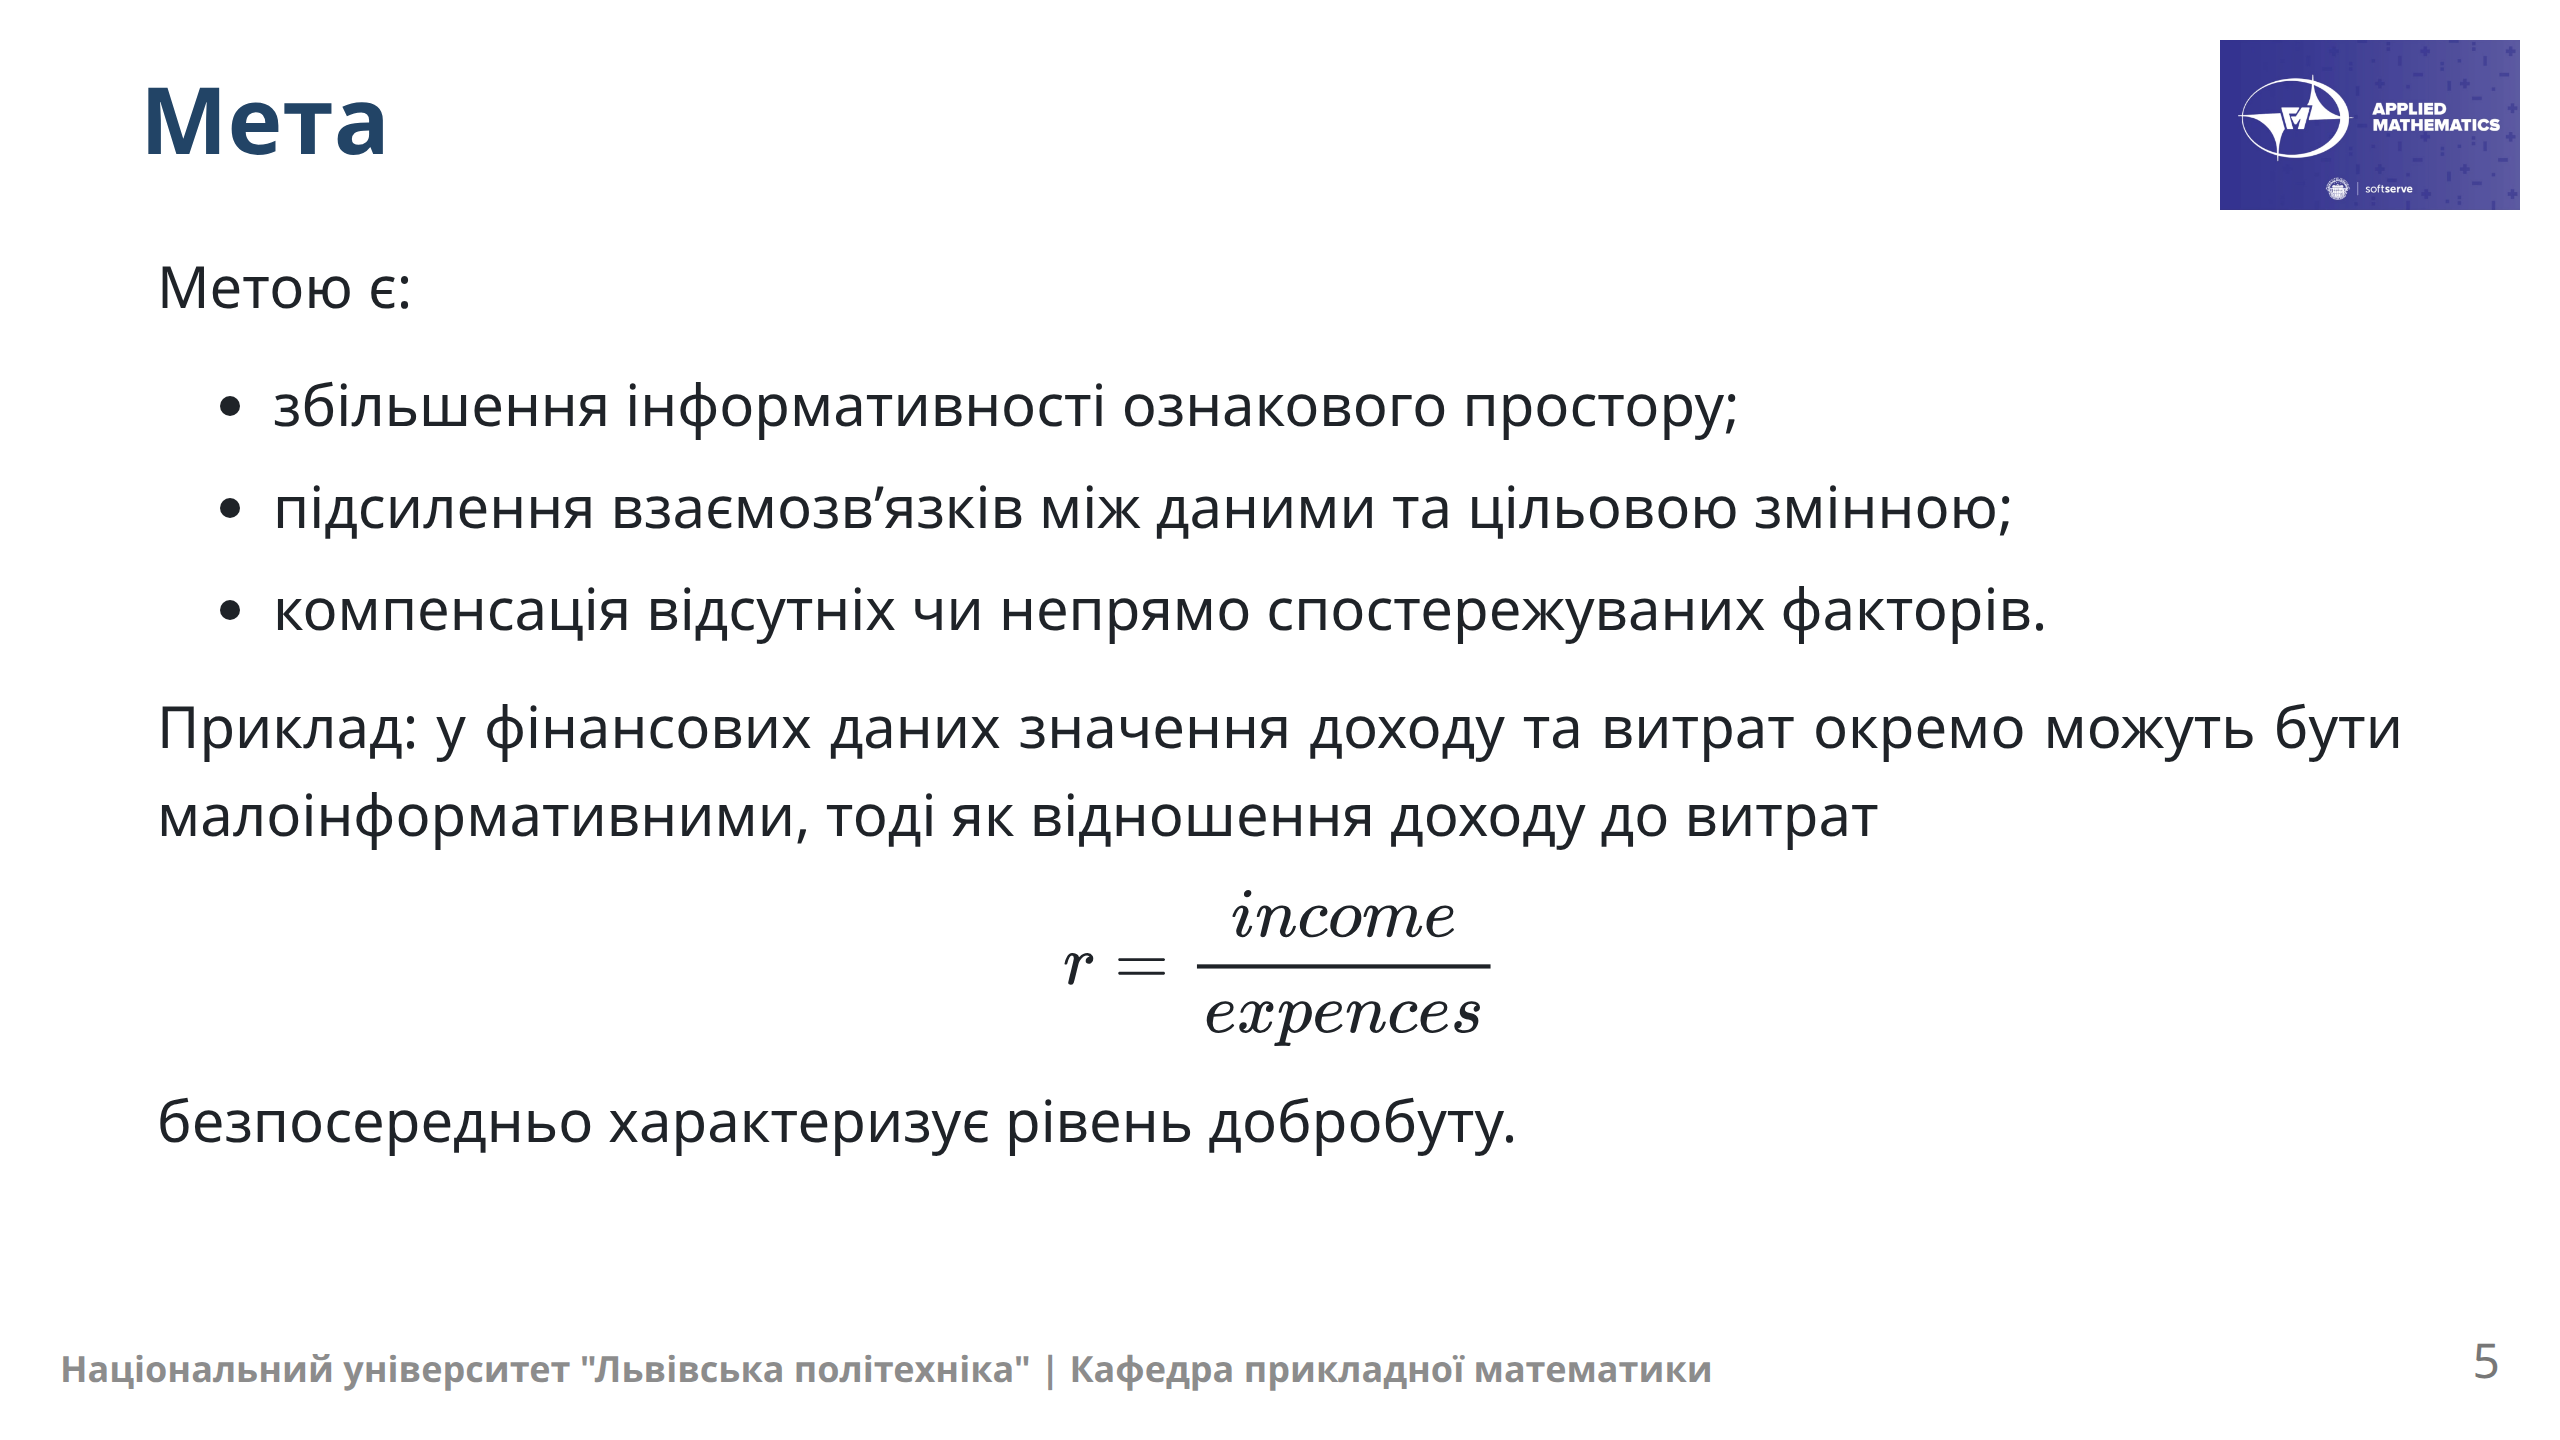 Мета
APPLIED
MATHEMATICS
softserve
Метою є:
• збільшення інформативності ознакового простору;
• підсилення взаємозв’язків між даними та цільовою змінною;
• компенсація відсутніх чи непрямо спостережуваних факторів.
Приклад: у фінансових даних значення доходу та витрат окремо можуть бути
малоінформативними, тоді як відношення доходу до витрат
r = income / expences
безпосередньо характеризує рівень добробуту.
Національний університет "Львівська політехніка" | Кафедра прикладної математики
5